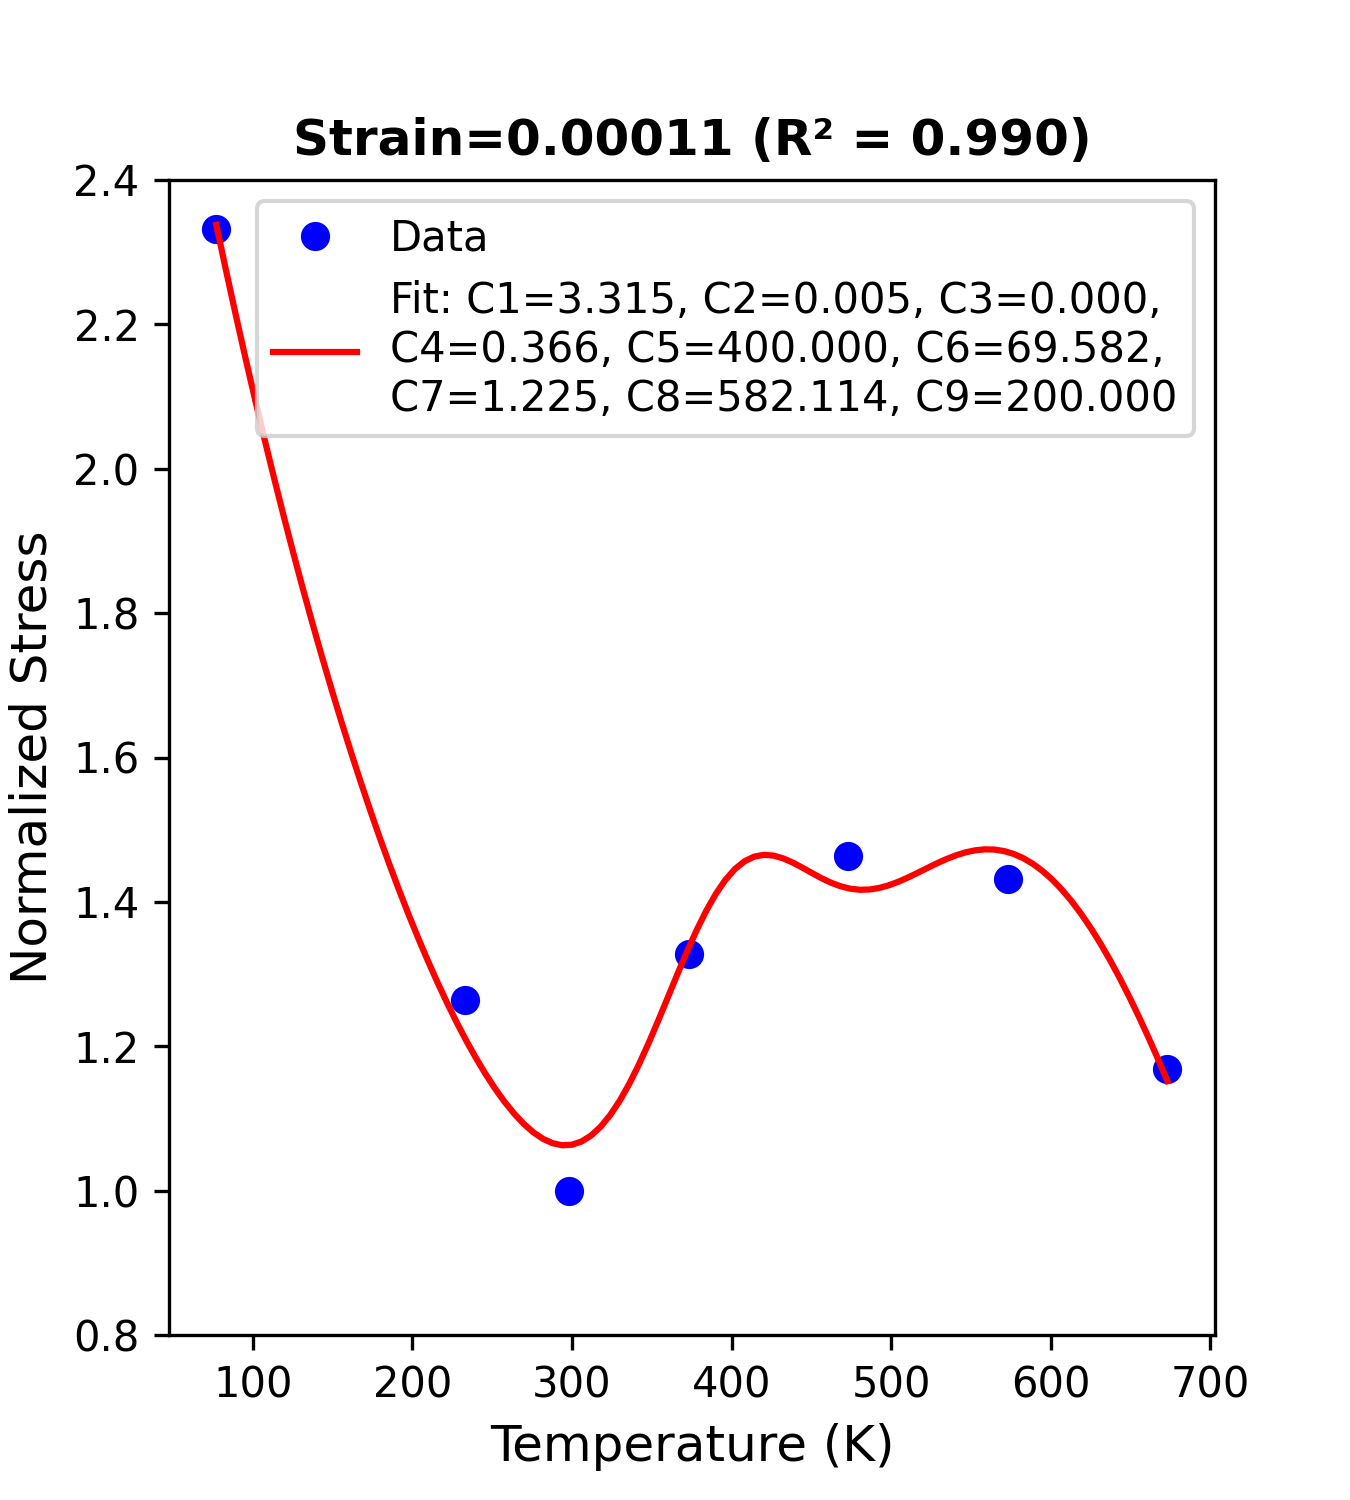 Strain=0.00011 (R² = 0.990)
2.4
2.2
2.0
1.8
1.6
1.4
1.2
1.0
0.8
Normalized Stress
Data
Fit: C1=3.315, C2=0.005, C3=0.000,
C4=0.366, C5=400.000, C6=69.582,
C7=1.225, C8=582.114, C9=200.000
100 200 300 400 500 600 700
Temperature (K)